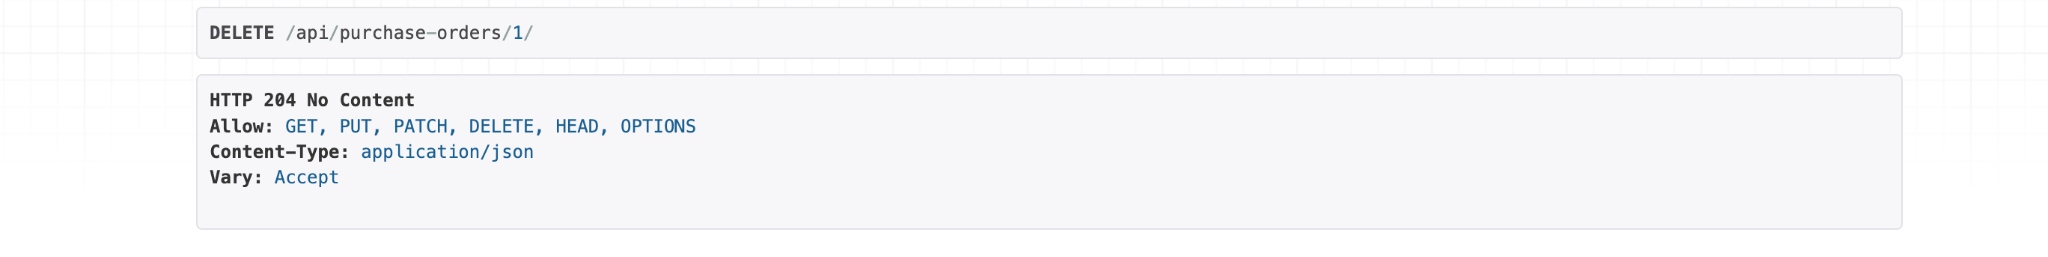 DELETE /api/purchase-orders/1/
HTTP 204 No Content
Allow: GET, PUT, PATCH, DELETE, HEAD, OPTIONS
Content-Type: application/json
Vary: Accept